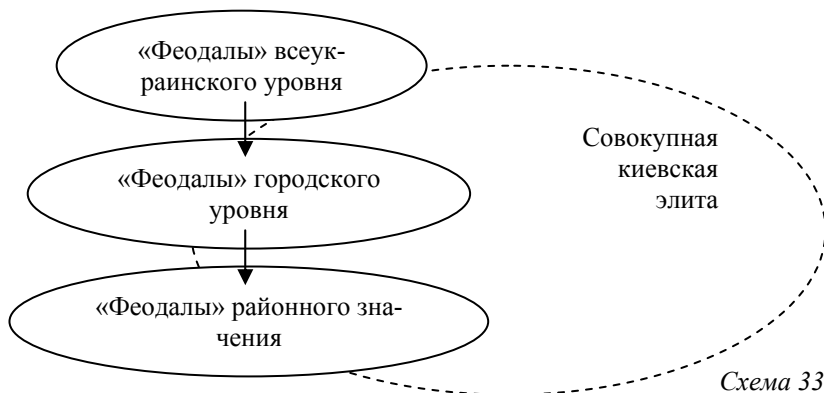 «Феодалы» всеук-
раинского уровня
Совокупная
киевская
элита
«Феодалы» городского
уровня
«Феодалы» районного зна-
чения
Схема 33